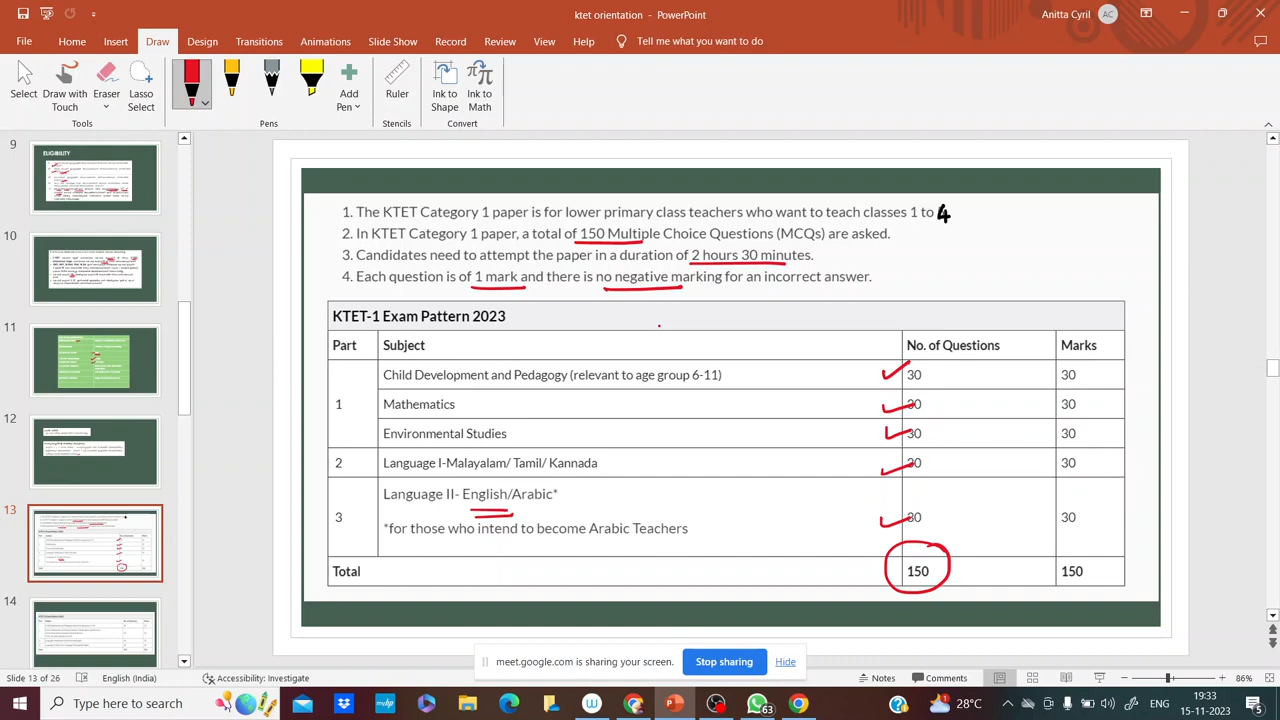 ktet orientation - PowerPoint
Anitta Cyril AC
File Home Insert Draw Design Transitions Animations Slide Show Record Review View Help Tell me what you want to do
Select Draw with Touch Eraser Lasso Select Add Pen Ruler Ink to Shape Ink to Math
Tools Pens Stencils Convert
9
ELIGIBILITY
10
11
12
13
14
1. The KTET Category 1 paper is for lower primary class teachers who want to teach classes 1 to 4
2. In KTET Category 1 paper, a total of 150 Multiple Choice Questions (MCQs) are asked.
3. Candidates need to attempt the paper in a duration of 2 hours 30 minutes.
4. Each question is of 1 mark and there is no negative marking for an incorrect answer.
KTET-1 Exam Pattern 2023
Part Subject No. of Questions Marks
Child Development and Pedagogy (relevant to age group 6-11) 30 30
1 Mathematics 30 30
Environmental Studies 30 30
2 Language I-Malayalam/ Tamil/ Kannada 30 30
Language II- English/Arabic*
3 30 30
*for those who intend to become Arabic Teachers
Total 150 150
meet.google.com is sharing your screen. Stop sharing Hide
Slide 13 of 26 English (India) Accessibility: Investigate Notes Comments 86%
Type here to search
63
28°C
19:33
15-11-2023